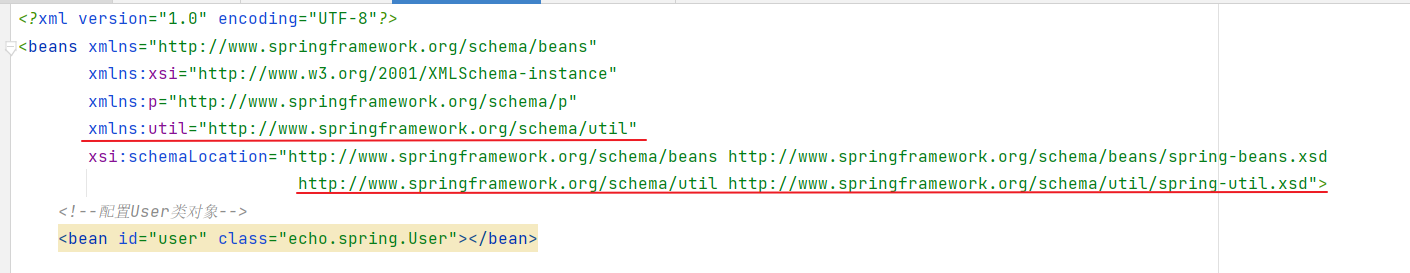 <?xml version="1.0" encoding="UTF-8"?>
<beans xmlns="http://www.springframework.org/schema/beans"
xmlns:xsi="http://www.w3.org/2001/XMLSchema-instance"
xmlns:p="http://www.springframework.org/schema/p"
xmlns:util="http://www.springframework.org/schema/util"
xsi:schemaLocation="http://www.springframework.org/schema/beans http://www.springframework.org/schema/beans/spring-beans.xsd
http://www.springframework.org/schema/util http://www.springframework.org/schema/util/spring-util.xsd">
<!--配置User类对象-->
<bean id="user" class="echo.spring.User"></bean>